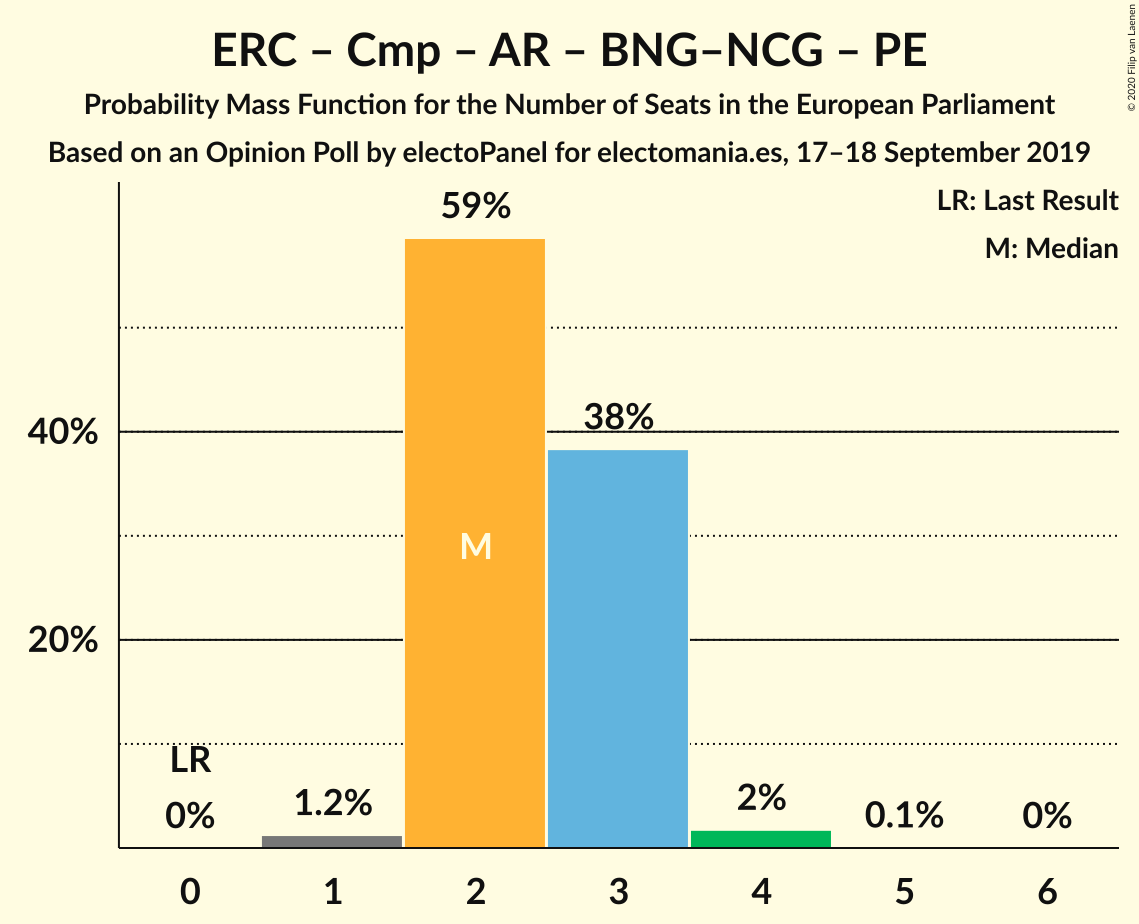 ERC – Cmp – AR – BNG–NCG – PE
Probability Mass Function for the Number of Seats in the European Parliament
Based on an Opinion Poll by electoPanel for electomania.es, 17–18 September 2019
© 2020 Filip van Laenen
LR: Last Result
M: Median
59%
38%
40%
M
20%
LR
0%
1.2%
2%
0.1%
0%
0 1 2 3 4 5 6